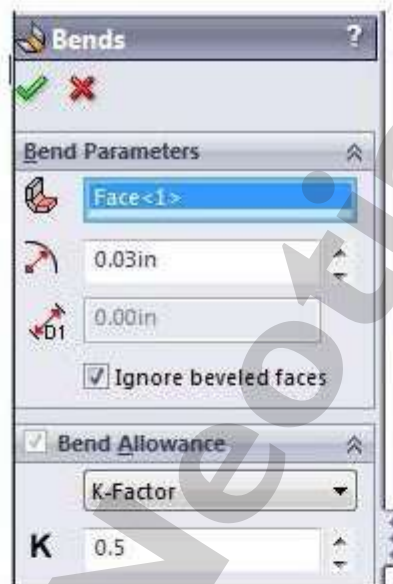 Bends ?
Bend Parameters
Face<1>
0.03in
D1 0.00in
Ignore beveled faces
Bend Allowance
K-Factor
K 0.5